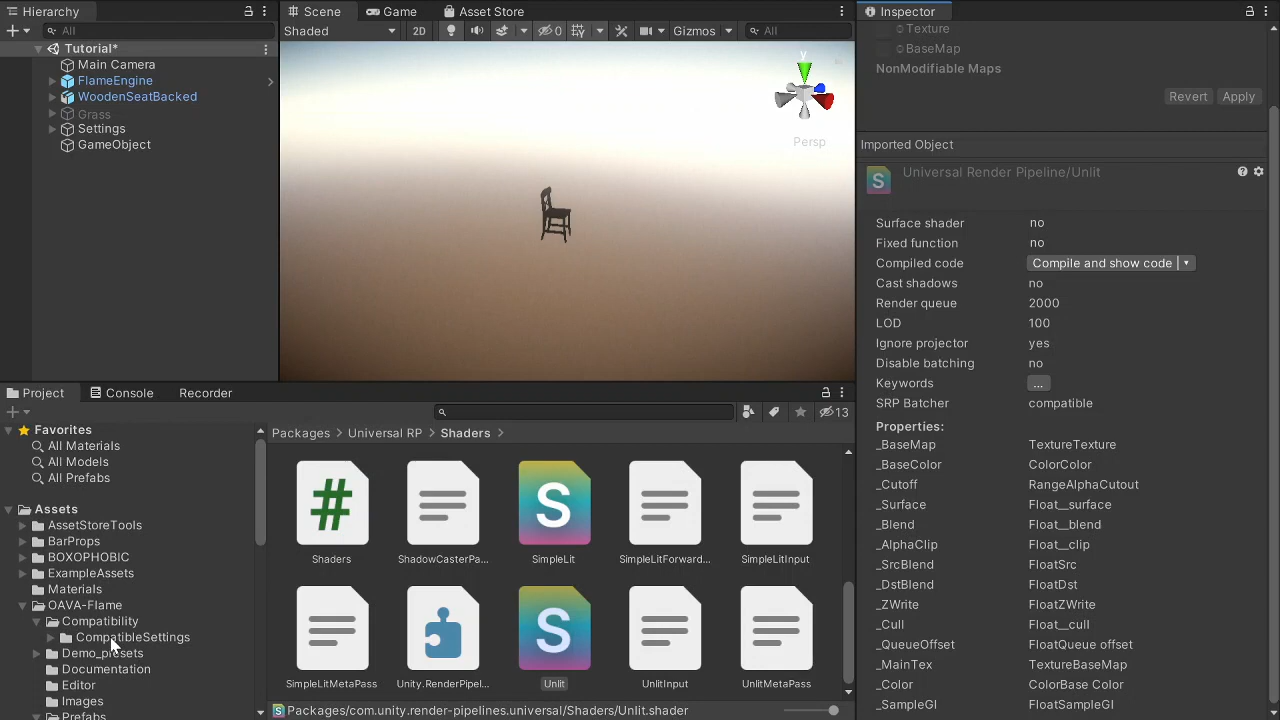 Hierarchy
All
Tutorial*
Main Camera
FlameEngine
WoodenSeatBacked
Grass
Settings
GameObject
Scene
Game
Asset Store
Shaded
2D
0
Gizmos
All
y
Persp
Inspector
Texture
BaseMap
NonModifiable Maps
Revert Apply
Imported Object
S
Universal Render Pipeline/Unlit
Surface shader no
Fixed function no
Compiled code Compile and show code | ▾
Cast shadows no
Render queue 2000
LOD 100
Ignore projector yes
Disable batching no
Keywords ...
SRP Batcher compatible
Properties:
_BaseMap TextureTexture
_BaseColor ColorColor
_Cutoff RangeAlphaCutout
_Surface Float__surface
_Blend Float__blend
_AlphaClip Float__clip
_SrcBlend FloatSrc
_DstBlend FloatDst
_ZWrite FloatZWrite
_Cull Float__cull
_QueueOffset FloatQueue offset
_MainTex TextureBaseMap
_Color ColorBase Color
_SampleGI FloatSampleGI
Project
Console
Recorder
13
Favorites
All Materials
All Models
All Prefabs
Assets
AssetStoreTools
BarProps
BOXOPHOBIC
ExampleAssets
Materials
OAVA-Flame
Compatibility
CompatibleSettings
Demo_presets
Documentation
Editor
Images
Prefabs
Packages > Universal RP > Shaders >
# S
Shaders ShadowCasterPa... SimpleLit SimpleLitForward... SimpleLitInput
S
SimpleLitMetaPass Unity.RenderPipel... Unlit UnlitInput UnlitMetaPass
Packages/com.unity.render-pipelines.universal/Shaders/Unlit.shader